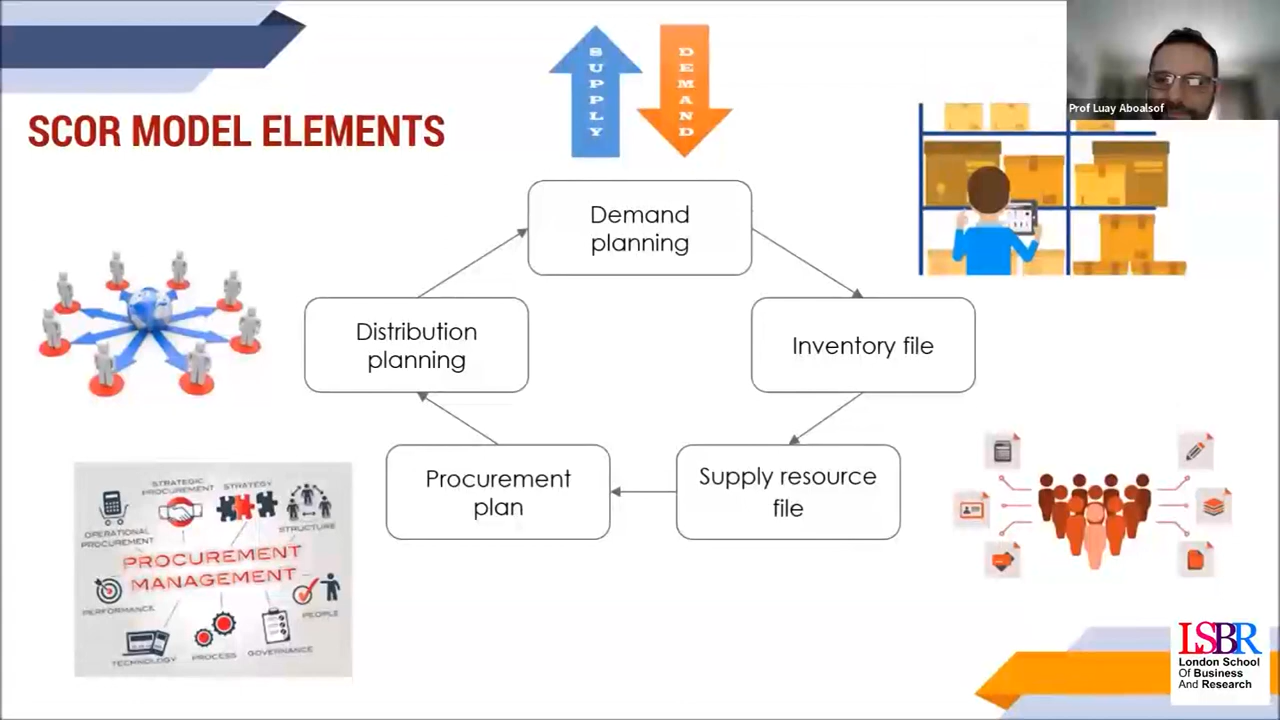 SUPPLY
DEMAND
Prof Luay Aboalsof
SCOR MODEL ELEMENTS
Demand
planning
Distribution
planning
Inventory file
Procurement
plan
Supply resource
file
STRATEGIC
PROCUREMENT
STRATEGY
OPERATIONAL
PROCUREMENT
STRUCTURE
PROCUREMENT
MANAGEMENT
PERFORMANCE
PEOPLE
TECHNOLOGY
PROCESS
GOVERNANCE
LSBR
London School
Of Business
And Research